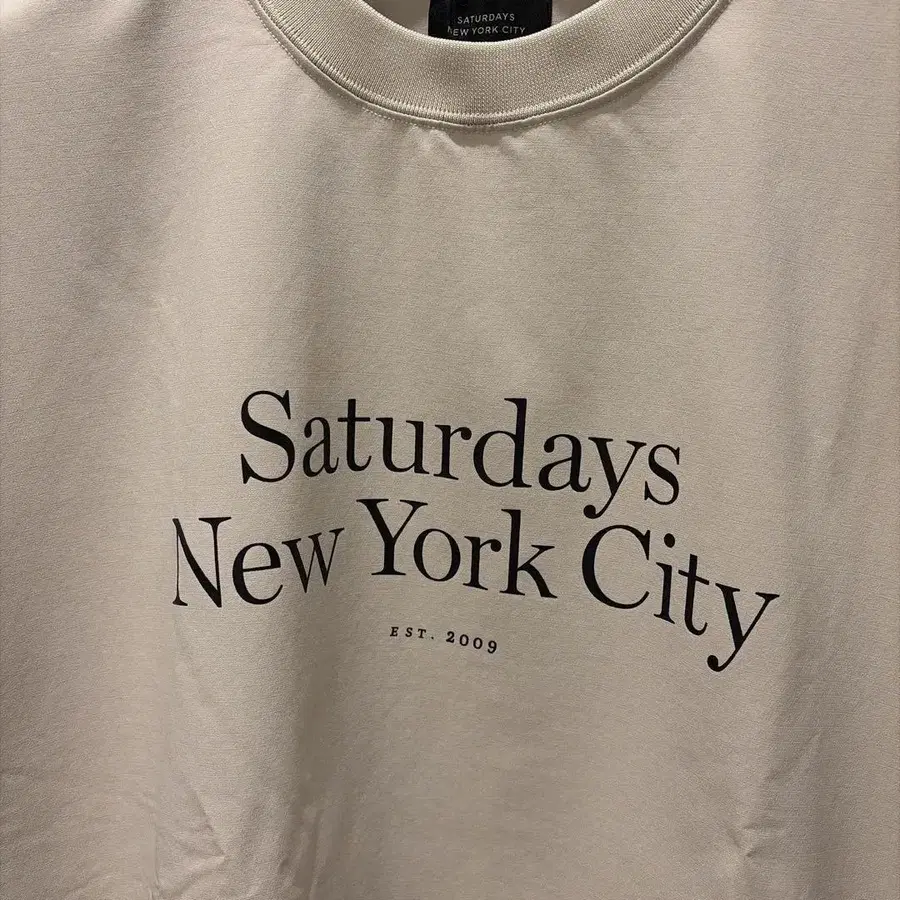 SATURDAYS
NEW YORK CITY
Saturdays
New York City
EST. 2009